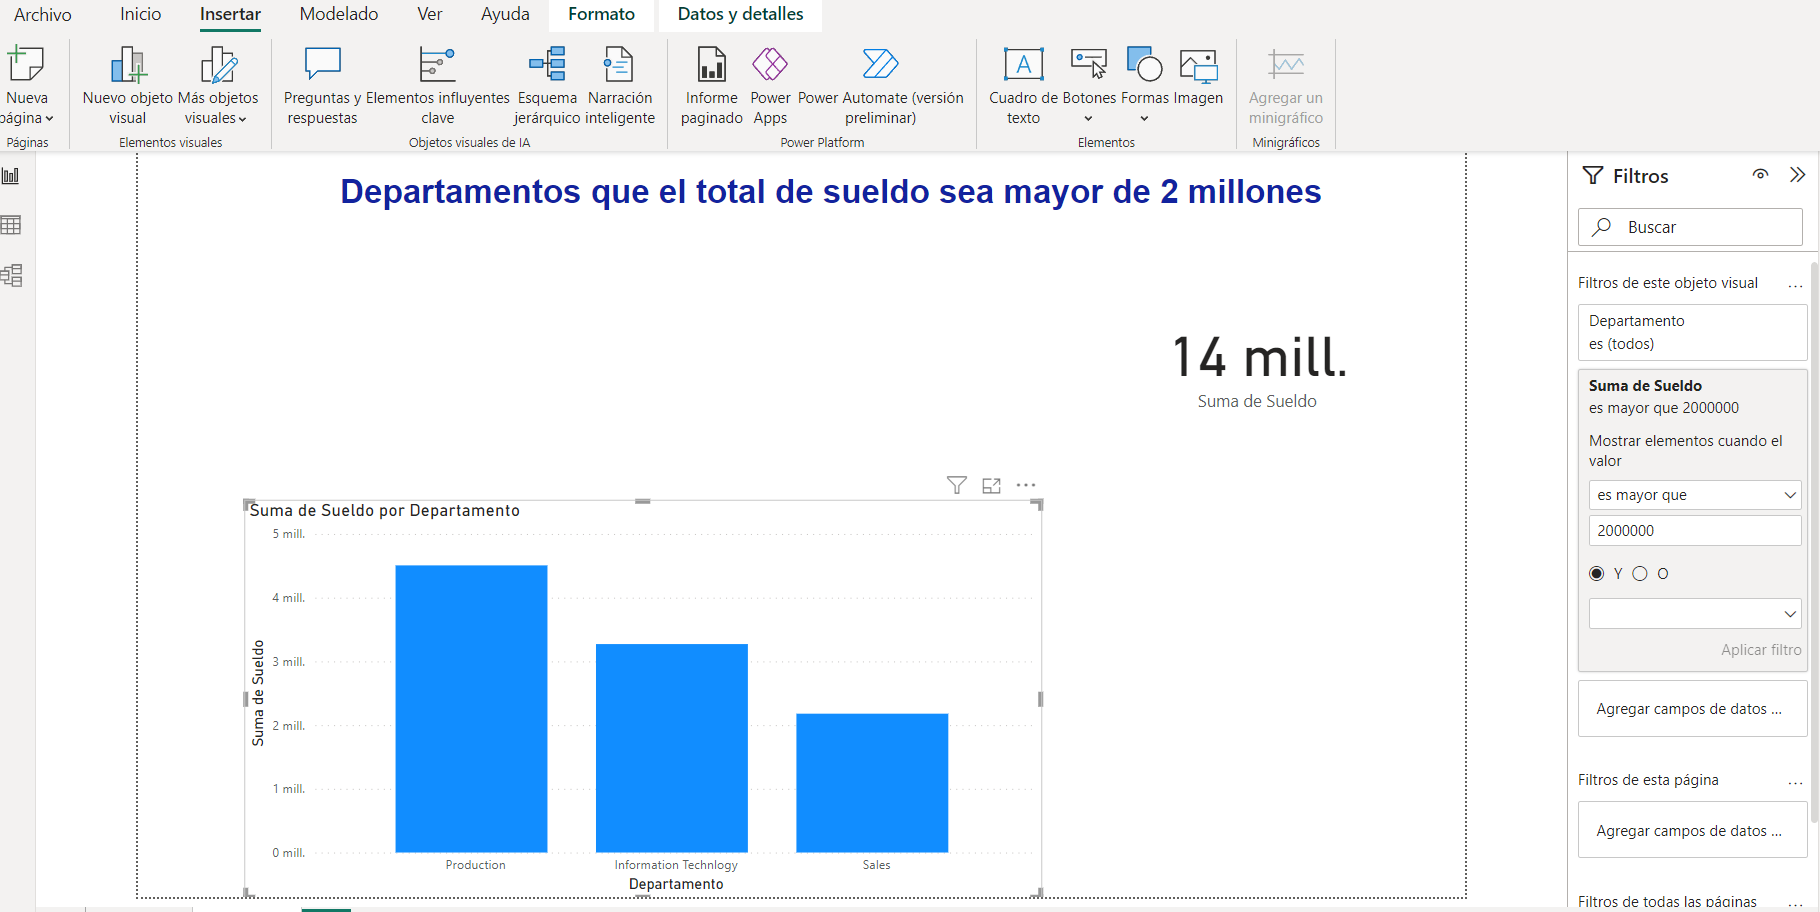 Archivo
Inicio
Insertar
Modelado
Ver
Ayuda
Formato
Datos y detalles
Nueva
página
Páginas
Nuevo objeto
visual
Más objetos
visuales
Elementos visuales
Preguntas y
respuestas
Elementos influyentes
clave
Esquema
jerárquico
Narración
inteligente
Objetos visuales de IA
Informe
paginado
Power
Apps
Power Automate (versión
preliminar)
Power Platform
Cuadro de
texto
Botones
Formas
Imagen
Elementos
Agregar un
minigráfico
Minigráficos
Departamentos que el total de sueldo sea mayor de 2 millones
14 mill.
Suma de Sueldo
Suma de Sueldo por Departamento
5 mill.
4 mill.
3 mill.
2 mill.
1 mill.
0 mill.
Suma de Sueldo
Production
Information Technlogy
Sales
Departamento
Filtros
Buscar
Filtros de este objeto visual
...
Departamento
es (todos)
Suma de Sueldo
es mayor que 2000000
Mostrar elementos cuando el
valor
es mayor que
2000000
Y
O
Aplicar filtro
Agregar campos de datos ...
Filtros de esta página
...
Agregar campos de datos ...
Filtros de todas las páginas
...